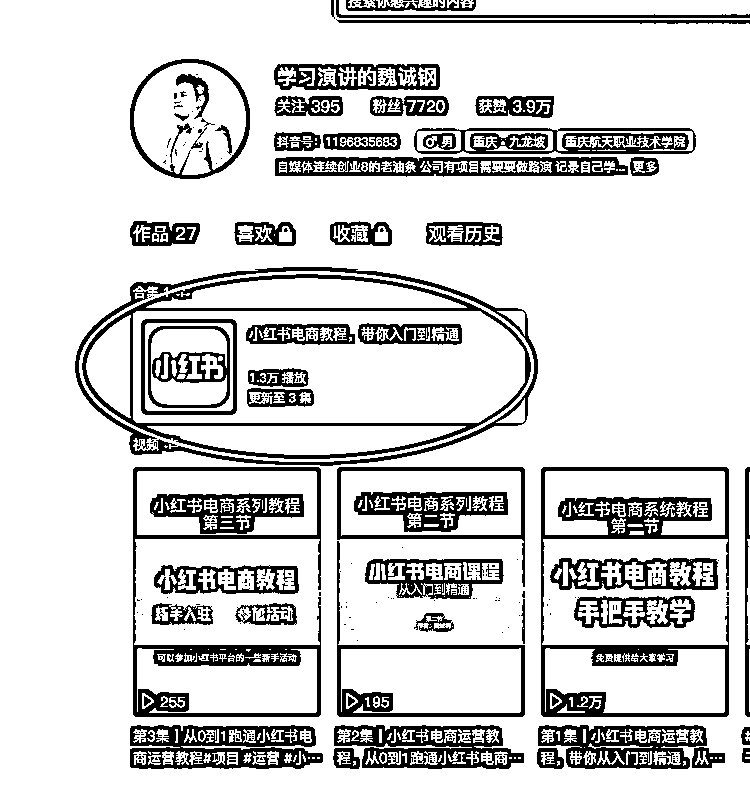 搜索你感兴趣的内容
学习演讲的魏诚钢
关注 395 粉丝 7720 获赞 3.9万
抖音号：1196835683 男 重庆·九龙坡 重庆航天职业技术学院
自媒体连续创业8的老油条 公司有项目需要要做路演 记录自己学... 更多
作品 27 喜欢 收藏 观看历史
合集
小红书
小红书电商教程，带你入门到精通
1.3万 播放
更新至 3 集
视频
小红书电商系列教程
第三节
小红书电商教程
新手入驻 参加活动
可以参加小红书平台的一些新手活动
255
第3集 | 从0到1跑通小红书电
商运营教程#项目 #运营 #小…
小红书电商系列教程
第二节
小红书电商课程
从入门到精通
195
第2集 | 小红书电商运营教
程，从0到1跑通小红书电商…
小红书电商系统教程
第一节
小红书电商教程
手把手教学
免费提供给大家学习
1.2万
第1集 | 小红书电商运营教
程，带你从入门到精通，从…